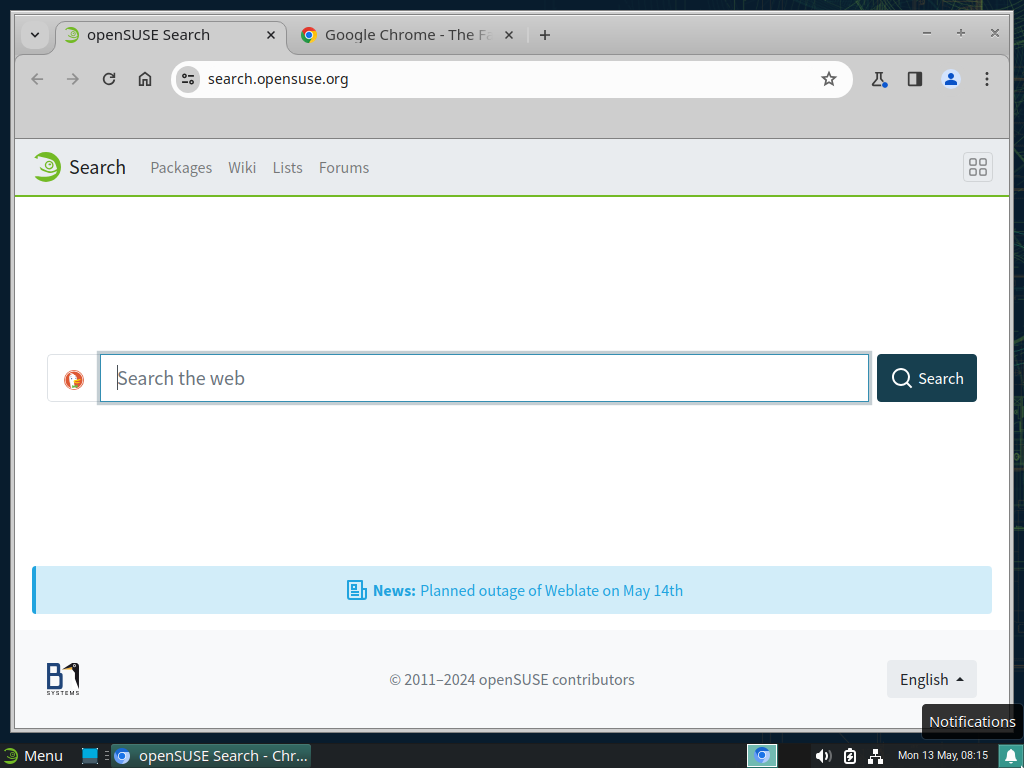 openSUSE Search
Google Chrome - The Fa
search.opensuse.org
Search
Packages
Wiki
Lists
Forums
Search the web
Search
News: Planned outage of Weblate on May 14th
B1
SYSTEMS
© 2011–2024 openSUSE contributors
English
Notifications
Menu
openSUSE Search - Chr...
Mon 13 May, 08:15